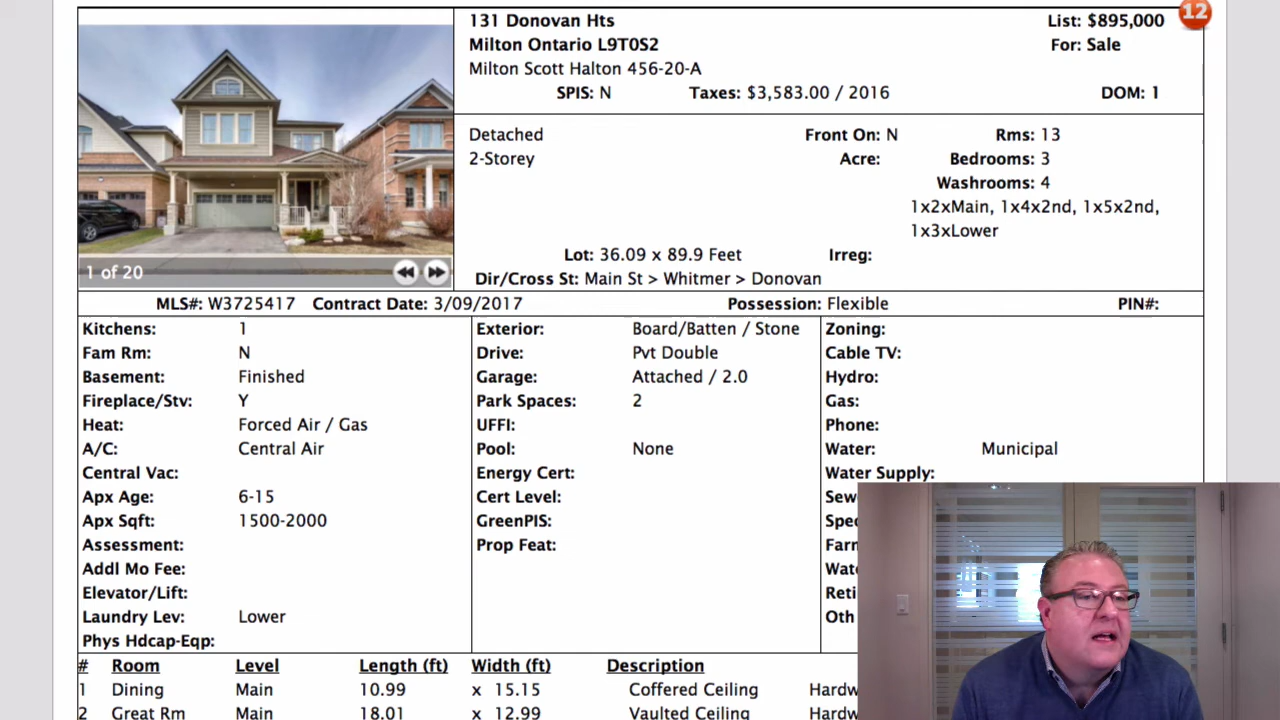 12
131 Donovan Hts List: $895,000
Milton Ontario L9T0S2 For: Sale
Milton Scott Halton 456-20-A
SPIS: N Taxes: $3,583.00 / 2016 DOM: 1
Detached Front On: N Rms: 13
2-Storey Acre: Bedrooms: 3
Washrooms: 4
1x2xMain, 1x4x2nd, 1x5x2nd,
1x3xLower
Lot: 36.09 x 89.9 Feet Irreg:
1 of 20
Dir/Cross St: Main St > Whitmer > Donovan
MLS#: W3725417 Contract Date: 3/09/2017 Possession: Flexible PIN#:
Kitchens: 1 Exterior: Board/Batten / Stone Zoning:
Fam Rm: N Drive: Pvt Double Cable TV:
Basement: Finished Garage: Attached / 2.0 Hydro:
Fireplace/Stv: Y Park Spaces: 2 Gas:
Heat: Forced Air / Gas UFFI: Phone:
A/C: Central Air Pool: None Water: Municipal
Central Vac: Energy Cert: Water Supply:
Apx Age: 6-15 Cert Level: Sew
Apx Sqft: 1500-2000 GreenPIS: Spec
Assessment: Prop Feat: Farm
Addl Mo Fee: Wate
Elevator/Lift: Reti
Laundry Lev: Lower Oth
Phys Hdcap-Eqp:
# Room Level Length (ft) Width (ft) Description
1 Dining Main 10.99 x 15.15 Coffered Ceiling Hardw
2 Great Rm Main 18.01 x 12.99 Vaulted Ceiling Hardw